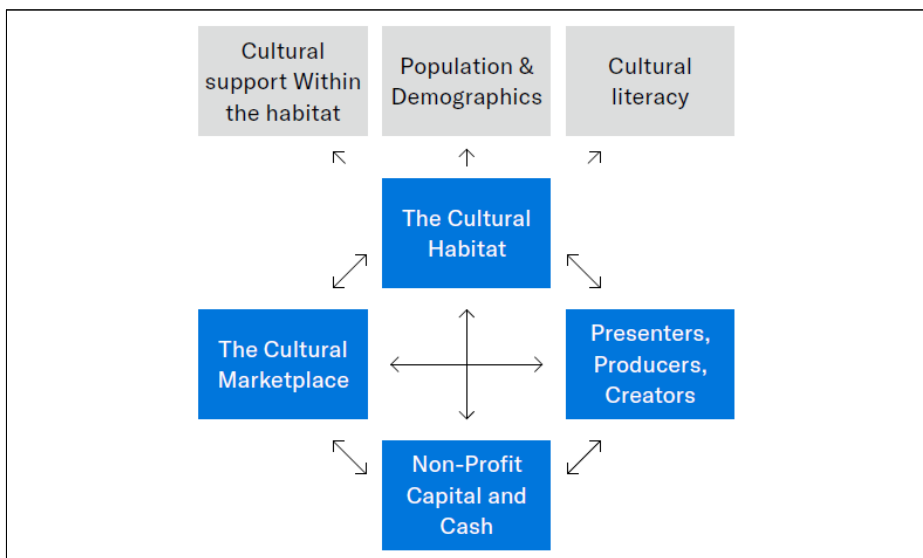 Cultural
support Within
the habitat
Population &
Demographics
Cultural
literacy
The Cultural
Habitat
The Cultural
Marketplace
Presenters,
Producers,
Creators
Non-Profit
Capital and
Cash